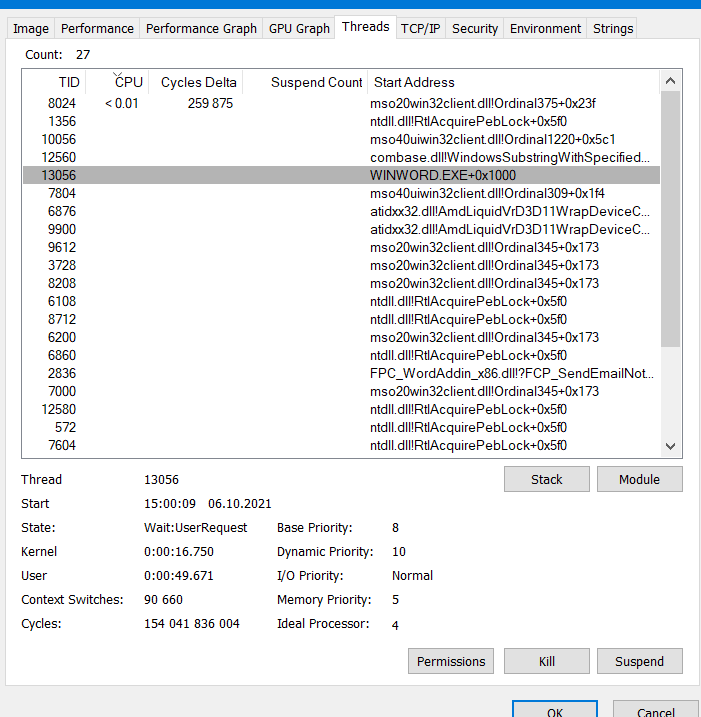 Image Performance Performance Graph GPU Graph Threads TCP/IP Security Environment Strings
Count: 27
TID CPU Cycles Delta Suspend Count Start Address
8024 < 0.01 259 875 mso20win32client.dll!Ordinal375+0x23f
1356 ntdll.dll!RtlAcquirePebLock+0x5f0
10056 mso40uiwin32client.dll!Ordinal1220+0x5c1
12560 combase.dll!WindowsSubstringWithSpecified...
13056 WINWORD.EXE+0x1000
7804 mso40uiwin32client.dll!Ordinal309+0x1f4
6876 atidxx32.dll!AmdLiquidVrD3D11WrapDeviceC...
9900 atidxx32.dll!AmdLiquidVrD3D11WrapDeviceC...
9612 mso20win32client.dll!Ordinal345+0x173
3728 mso20win32client.dll!Ordinal345+0x173
8208 mso20win32client.dll!Ordinal345+0x173
6108 ntdll.dll!RtlAcquirePebLock+0x5f0
8712 ntdll.dll!RtlAcquirePebLock+0x5f0
6200 mso20win32client.dll!Ordinal345+0x173
6860 ntdll.dll!RtlAcquirePebLock+0x5f0
2836 FPC_WordAddin_x86.dll!?FCP_SendEmailNot...
7000 mso20win32client.dll!Ordinal345+0x173
12580 ntdll.dll!RtlAcquirePebLock+0x5f0
572 ntdll.dll!RtlAcquirePebLock+0x5f0
7604 ntdll.dll!RtlAcquirePebLock+0x5f0
Thread 13056 Stack Module
Start 15:00:09 06.10.2021
State: Wait:UserRequest Base Priority: 8
Kernel 0:00:16.750 Dynamic Priority: 10
User 0:00:49.671 I/O Priority: Normal
Context Switches: 90 660 Memory Priority: 5
Cycles: 154 041 836 004 Ideal Processor: 4
Permissions Kill Suspend
OK Cancel